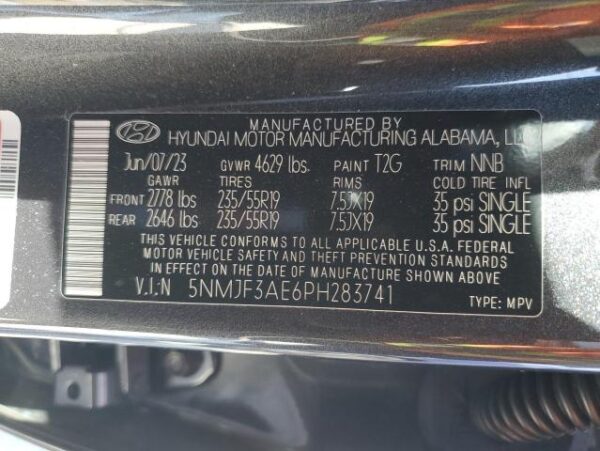 MANUFACTURED BY
HYUNDAI MOTOR MANUFACTURING ALABAMA, LL
Jun/07/23 GVWR 4629 lbs. PAINT T2G TRIM NNB
GAWR TIRES RIMS COLD TIRE INFL
FRONT 2778 lbs 235/55R19 7.5JX19 35 psi SINGLE
REAR 2646 lbs 235/55R19 7.5JX19 35 psi SINGLE
THIS VEHICLE CONFORMS TO ALL APPLICABLE U.S.A. FEDERAL
MOTOR VEHICLE SAFETY AND THEFT PREVENTION STANDARDS
IN EFFECT ON THE DATE OF MANUFACTURE SHOWN ABOVE.
V.I.N 5NMJF3AE6PH283741
TYPE: MPV